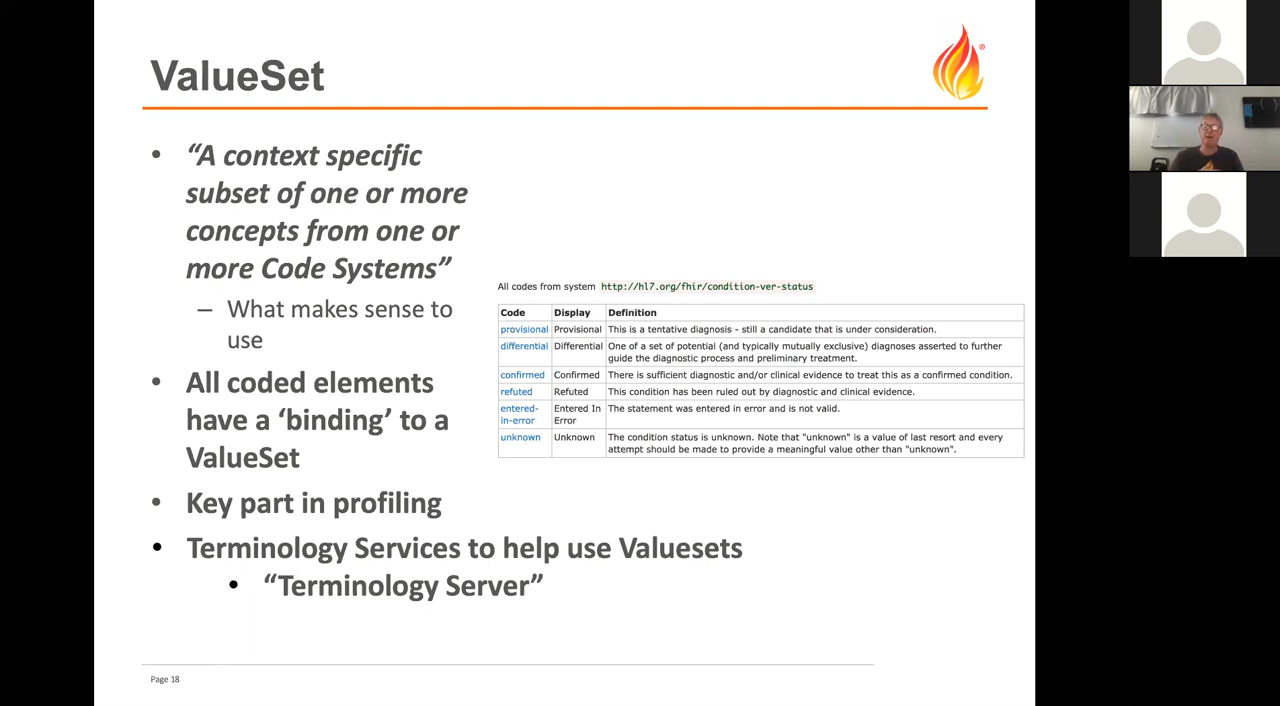 ValueSet
®
• “A context specific
subset of one or more
concepts from one or
more Code Systems”
– What makes sense to
use
• All coded elements
have a ‘binding’ to a
ValueSet
• Key part in profiling
• Terminology Services to help use Valuesets
• “Terminology Server”
All codes from system http://hl7.org/fhir/condition-ver-status
Code Display Definition
provisional Provisional This is a tentative diagnosis - still a candidate that is under consideration.
differential Differential One of a set of potential (and typically mutually exclusive) diagnoses asserted to further
guide the diagnostic process and preliminary treatment.
confirmed Confirmed There is sufficient diagnostic and/or clinical evidence to treat this as a confirmed condition.
refuted Refuted This condition has been ruled out by diagnostic and clinical evidence.
entered- Entered In The statement was entered in error and is not valid.
in-error Error
unknown Unknown The condition status is unknown. Note that "unknown" is a value of last resort and every
attempt should be made to provide a meaningful value other than "unknown".
Page 18